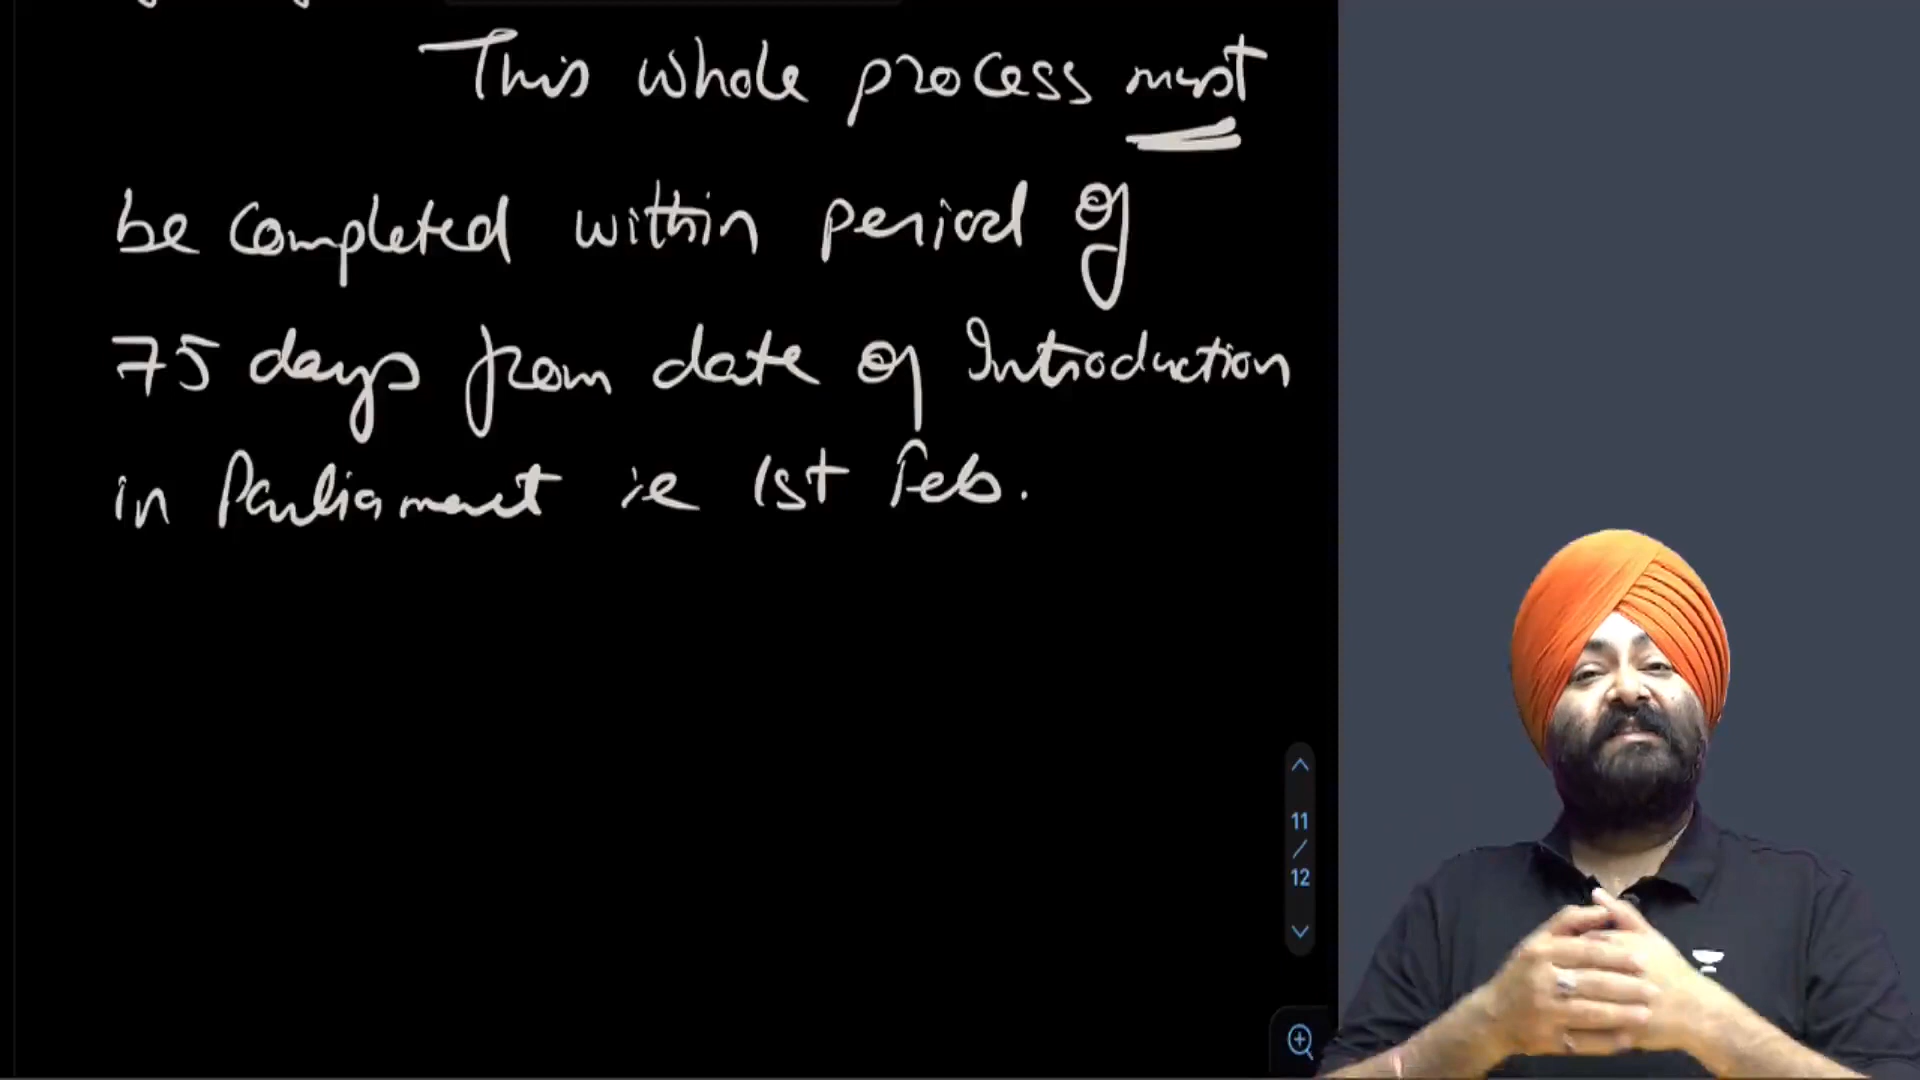 This whole process must
be completed within period of
75 days from date of Introduction
in Parliament ie 1st Feb.
11
/
12